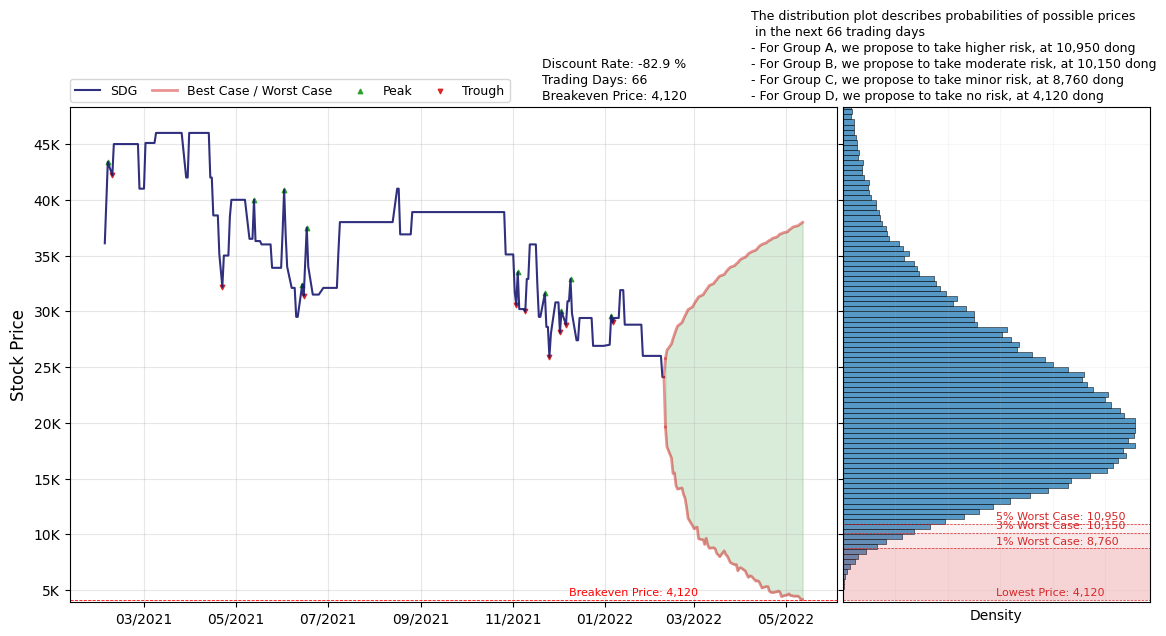 The distribution plot describes probabilities of possible prices
in the next 66 trading days
- For Group A, we propose to take higher risk, at 10,950 dong
- For Group B, we propose to take moderate risk, at 10,150 dong
- For Group C, we propose to take minor risk, at 8,760 dong
- For Group D, we propose to take no risk, at 4,120 dong
Discount Rate: -82.9 %
Trading Days: 66
Breakeven Price: 4,120
SDG
Best Case / Worst Case
Peak
Trough
Stock Price
45K
40K
35K
30K
25K
20K
15K
10K
5K
Breakeven Price: 4,120
03/2021
05/2021
07/2021
09/2021
11/2021
01/2022
03/2022
05/2022
5% Worst Case: 10,950
3% Worst Case: 10,150
1% Worst Case: 8,760
Lowest Price: 4,120
Density